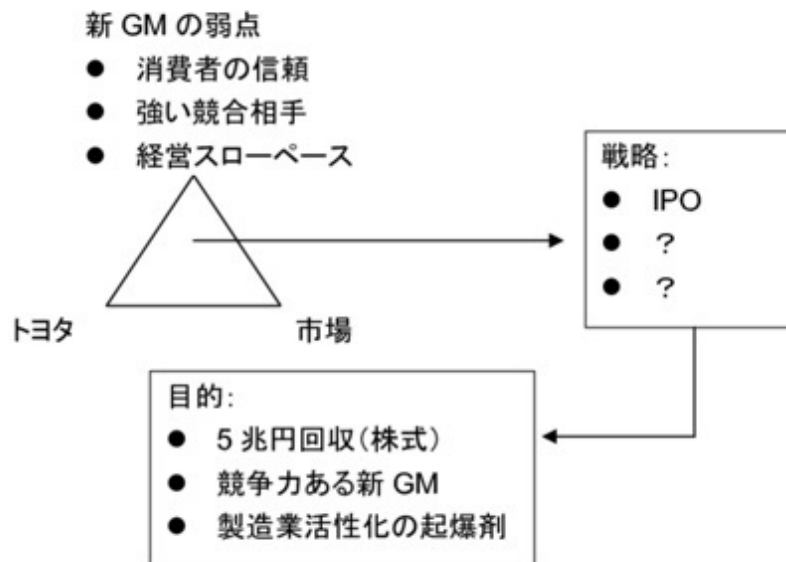 新 GM の弱点
● 消費者の信頼
● 強い競合相手
● 経営スローペース
トヨタ
市場
戦略：
● IPO
● ？
● ？
目的：
● 5 兆円回収（株式）
● 競争力ある新 GM
● 製造業活性化の起爆剤